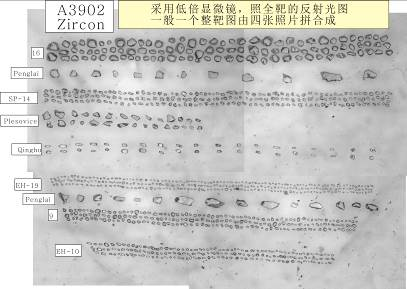 A3902
Zircon
采用低倍显微镜，照全靶的反射光图
一般一个整靶图由四张照片拼合成
16
Penglai
SP-14
Plesovice
Qinghu
EH-19
Penglai
9
EH-10